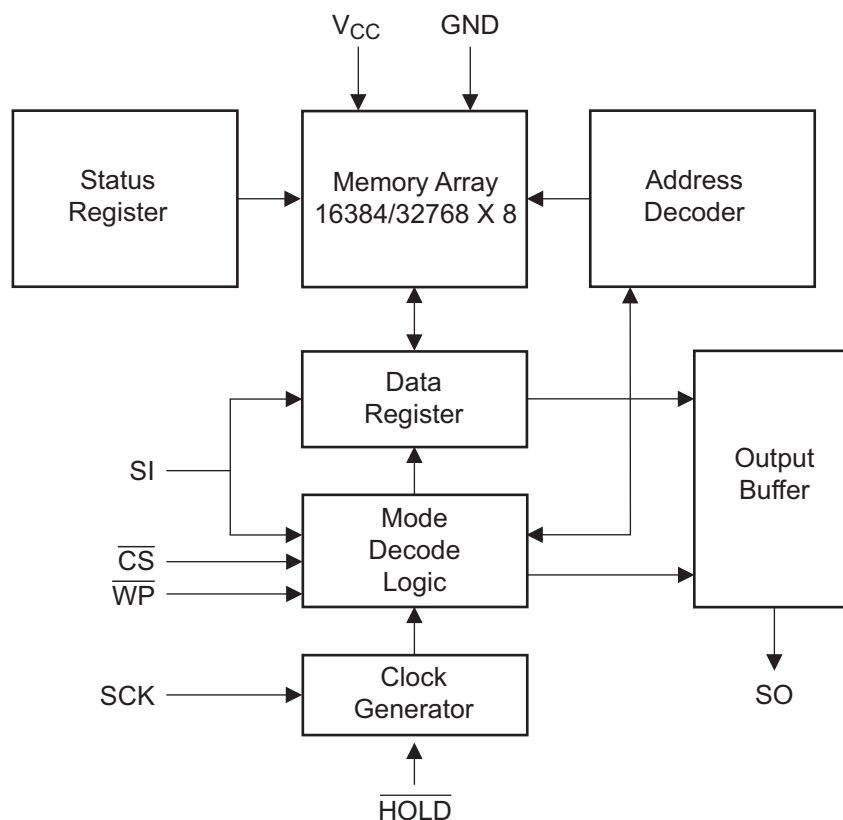 VCC
GND
Status
Register
Memory Array
16384/32768 X 8
Address
Decoder
Data
Register
SI
Output
Buffer
Mode
Decode
Logic
CS
WP
Clock
Generator
SCK
SO
HOLD